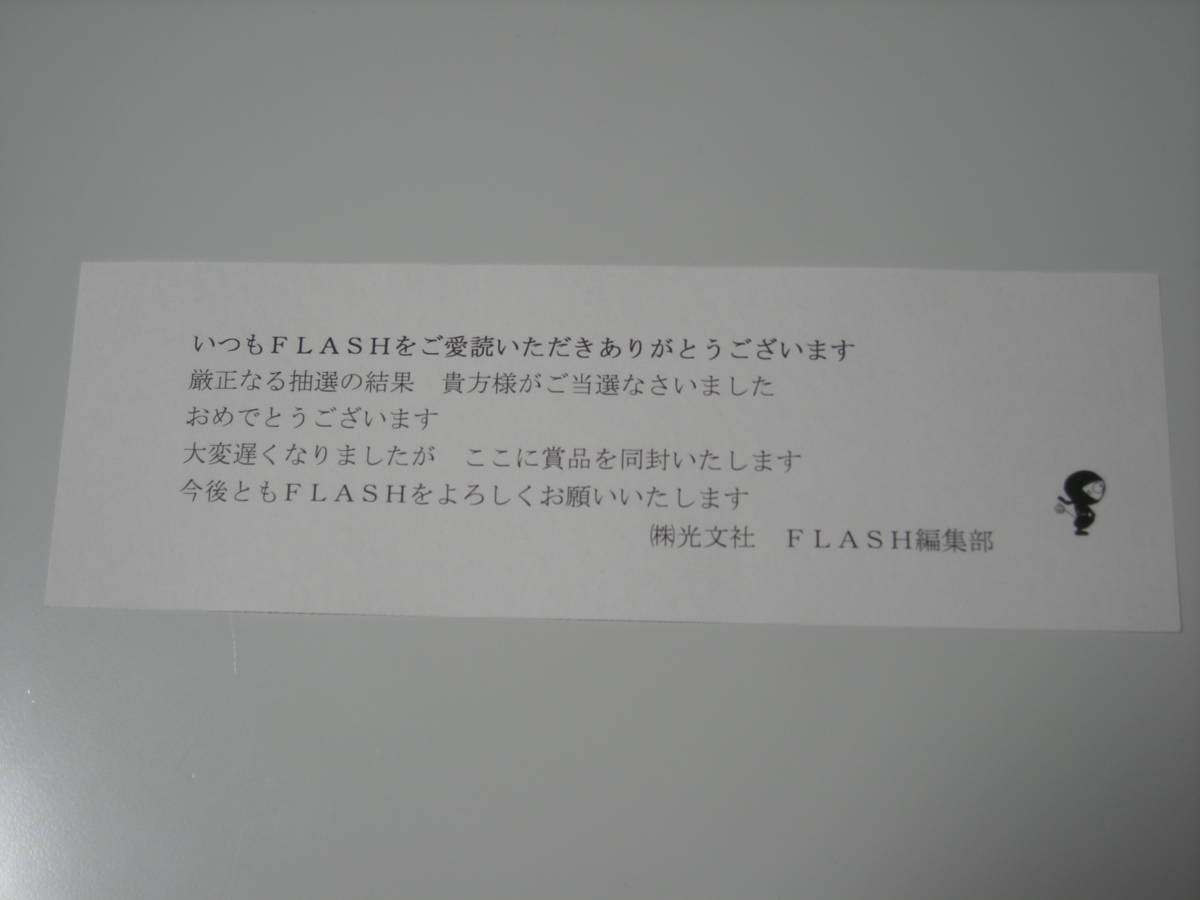 いつもＦＬＡＳＨをご愛読いただきありがとうございます
厳正なる抽選の結果　貴方様がご当選なさいました
おめでとうございます
大変遅くなりましたが　ここに賞品を同封いたします
今後ともＦＬＡＳＨをよろしくお願いいたします
㈱光文社　ＦＬＡＳＨ編集部